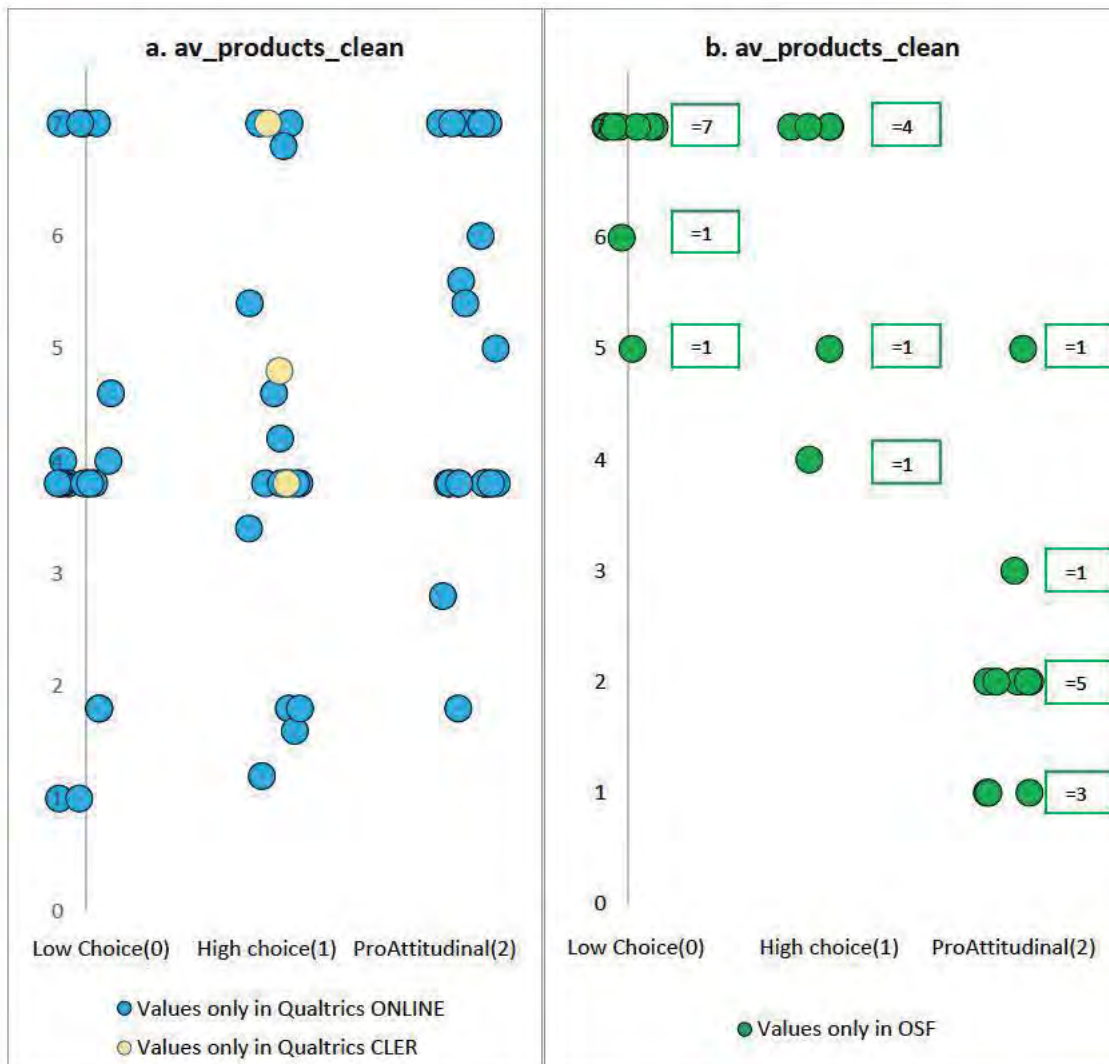 a. av_products_clean
7
6
5
4
3
2
1
0
Low Choice(0) High choice(1) ProAttitudinal(2)
Values only in Qualtrics ONLINE
Values only in Qualtrics CLER
b. av_products_clean
7 =7 =4
6 =1
5 =1 =1 =1
4 =1
3 =1
2 =5
1 =3
0
Low Choice(0) High choice(1) ProAttitudinal(2)
Values only in OSF